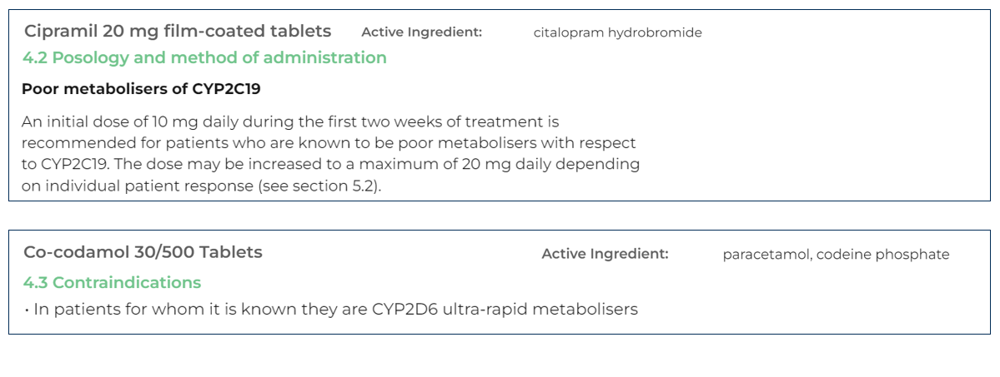 Cipramil 20 mg film-coated tablets Active Ingredient: citalopram hydrobromide
4.2 Posology and method of administration
Poor metabolisers of CYP2C19
An initial dose of 10 mg daily during the first two weeks of treatment is
recommended for patients who are known to be poor metabolisers with respect
to CYP2C19. The dose may be increased to a maximum of 20 mg daily depending
on individual patient response (see section 5.2).
Co-codamol 30/500 Tablets Active Ingredient: paracetamol, codeine phosphate
4.3 Contraindications
· In patients for whom it is known they are CYP2D6 ultra-rapid metabolisers